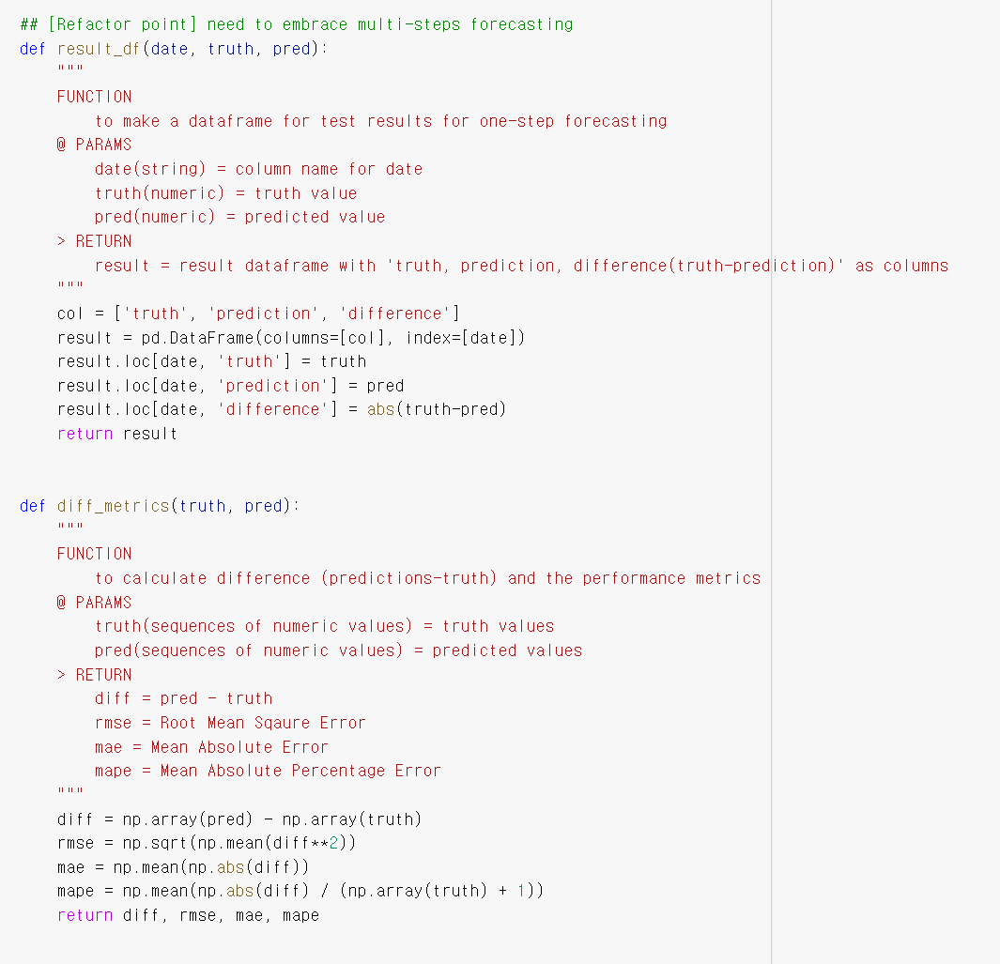 ## [Refactor point] need to embrace multi-steps forecasting
def result_df(date, truth, pred):
    """
    FUNCTION
        to make a dataframe for test results for one-step forecasting
    @ PARAMS
        date(string) = column name for date
        truth(numeric) = truth value
        pred(numeric) = predicted value
    > RETURN
        result = result dataframe with 'truth, prediction, difference(truth-prediction)' as columns
    """
    col = ['truth', 'prediction', 'difference']
    result = pd.DataFrame(columns=[col], index=[date])
    result.loc[date, 'truth'] = truth
    result.loc[date, 'prediction'] = pred
    result.loc[date, 'difference'] = abs(truth-pred)
    return result
def diff_metrics(truth, pred):
    """
    FUNCTION
        to calculate difference (predictions-truth) and the performance metrics
    @ PARAMS
        truth(sequences of numeric values) = truth values
        pred(sequences of numeric values) = predicted values
    > RETURN
        diff = pred - truth
        rmse = Root Mean Sqaure Error
        mae = Mean Absolute Error
        mape = Mean Absolute Percentage Error
    """
    diff = np.array(pred) - np.array(truth)
    rmse = np.sqrt(np.mean(diff**2))
    mae = np.mean(np.abs(diff))
    mape = np.mean(np.abs(diff) / (np.array(truth) + 1))
    return diff, rmse, mae, mape